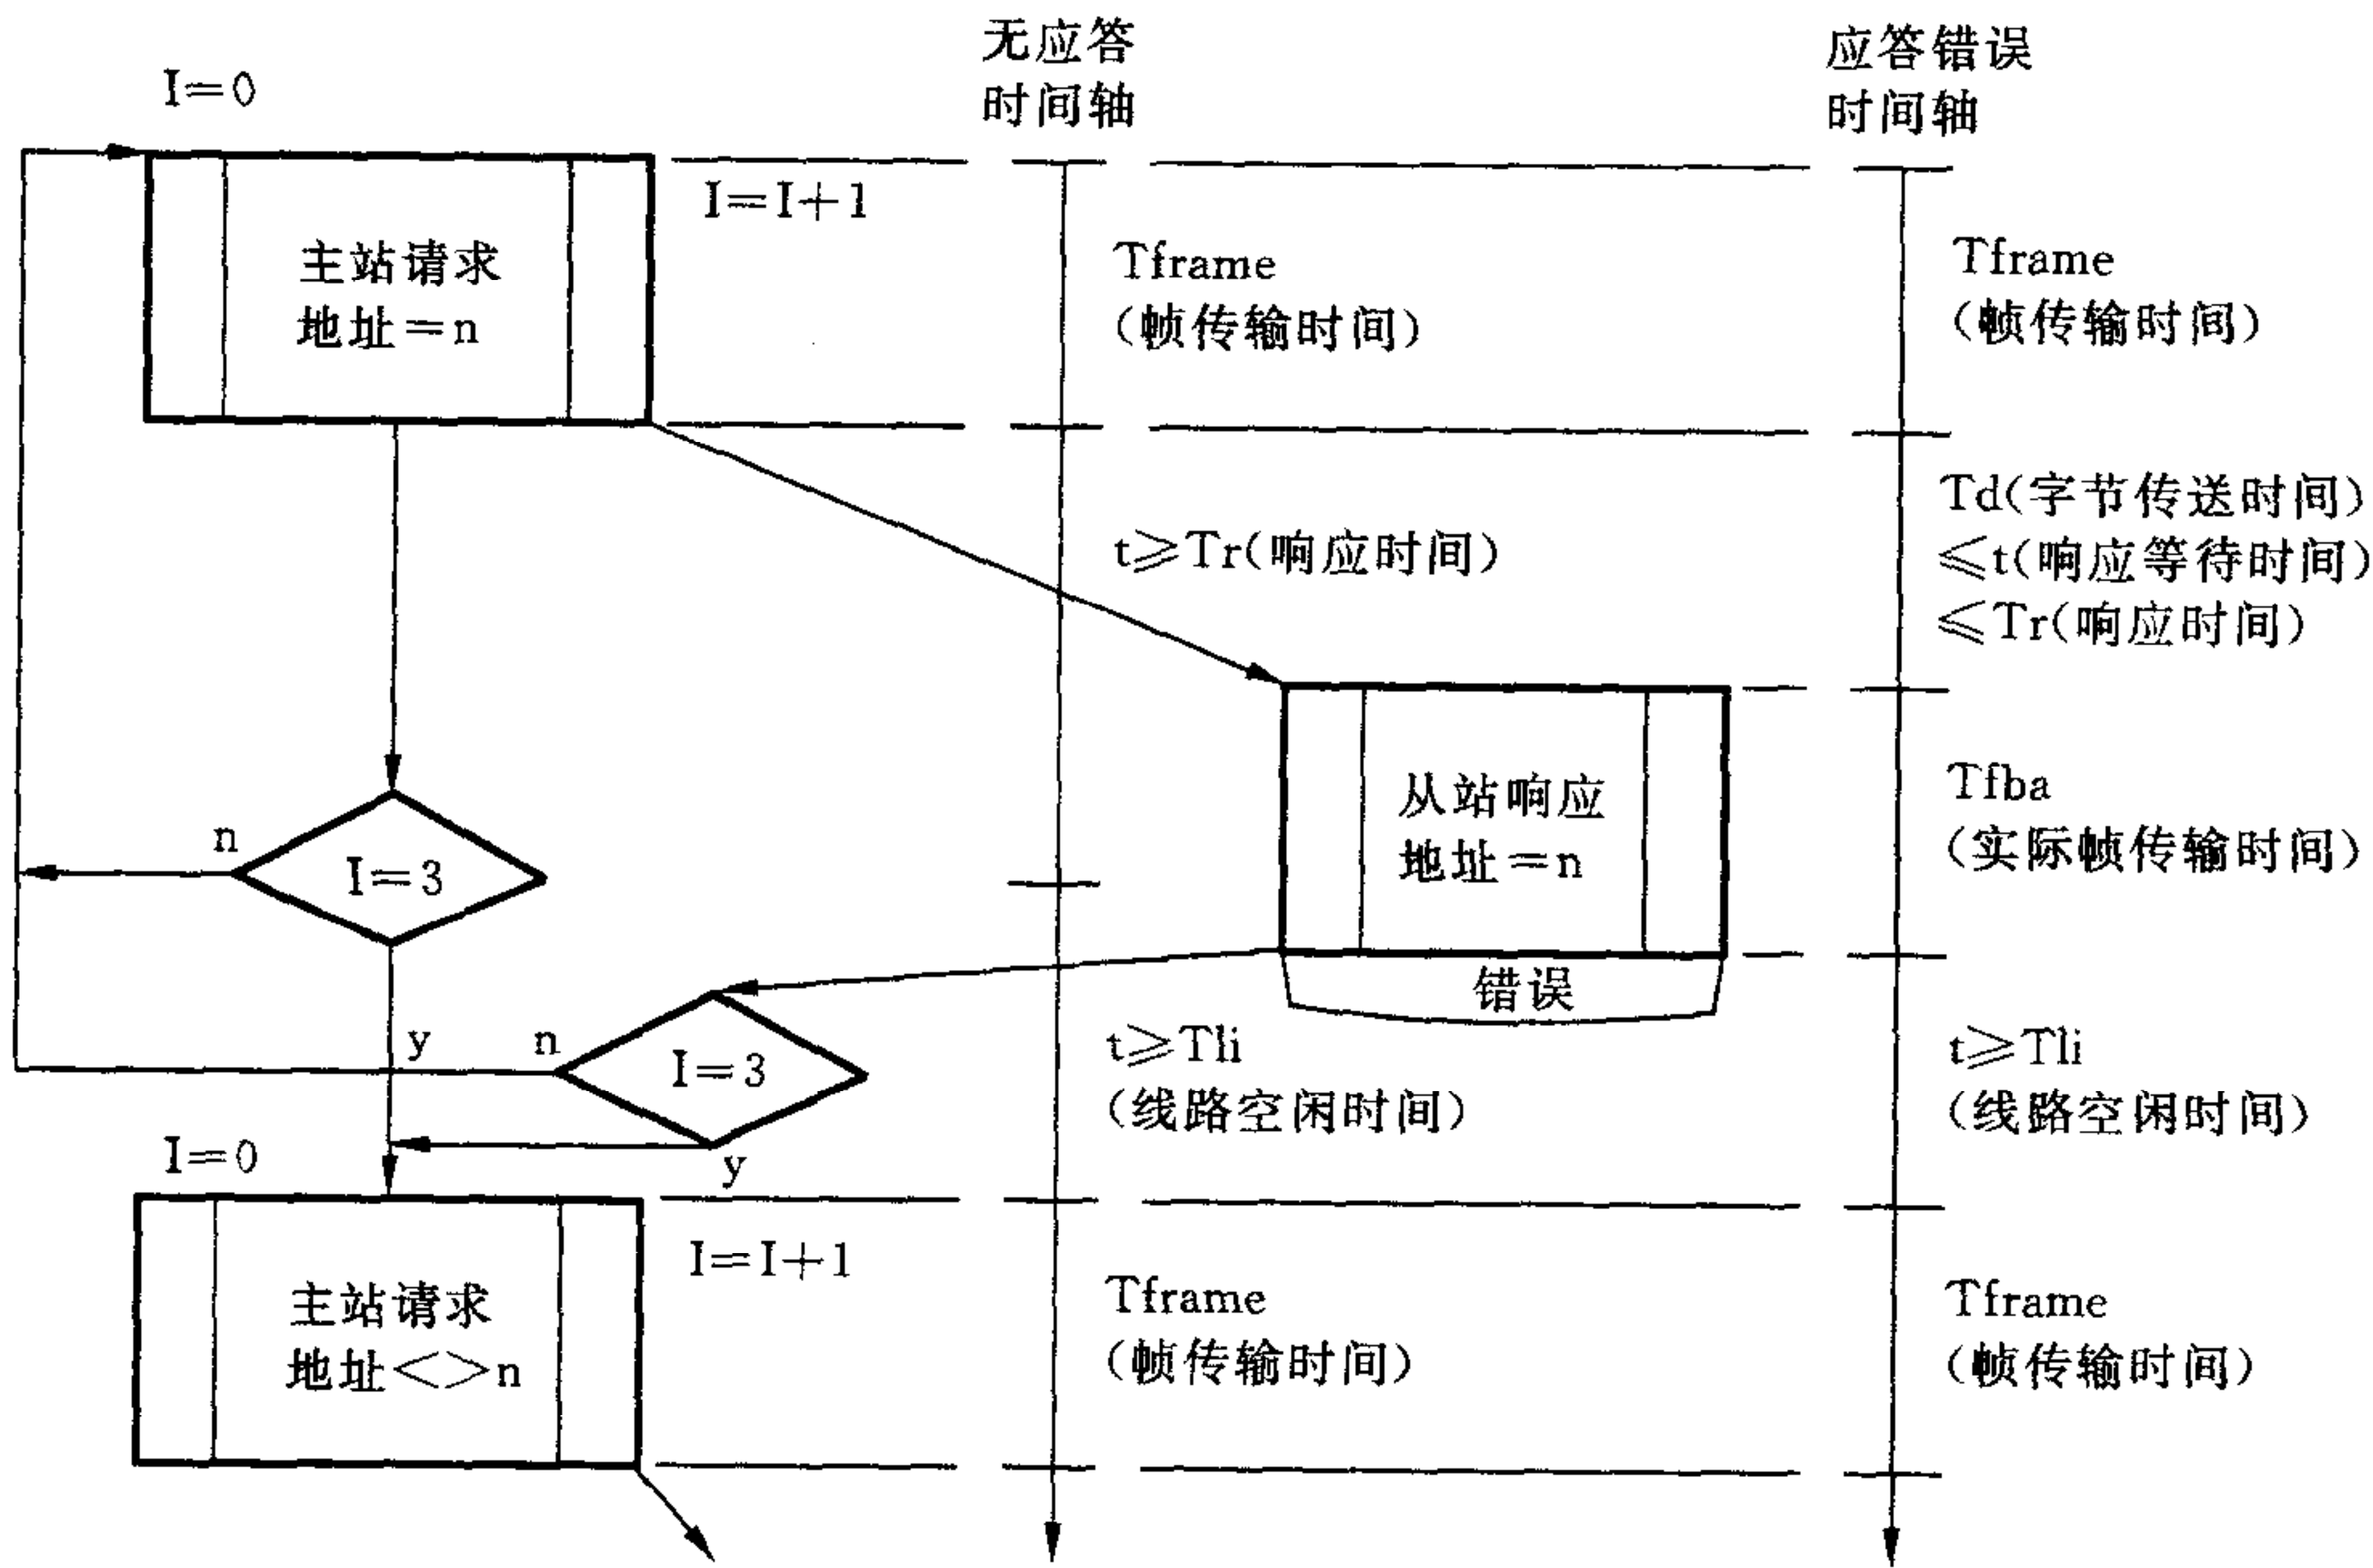 无应答
时间轴
应答错误
时间轴
I=0
I=I+1
主站请求
地址=n
Tframe
(帧传输时间)
Tframe
(帧传输时间)
t≥Tr(响应时间)
Td(字节传送时间)
≤t(响应等待时间)
≤Tr(响应时间)
从站响应
地址=n
Tfba
(实际帧传输时间)
n
I=3
错误
y
n
I=3
y
t≥Tli
(线路空闲时间)
t≥Tli
(线路空闲时间)
I=0
I=I+1
主站请求
地址<>n
Tframe
(帧传输时间)
Tframe
(帧传输时间)